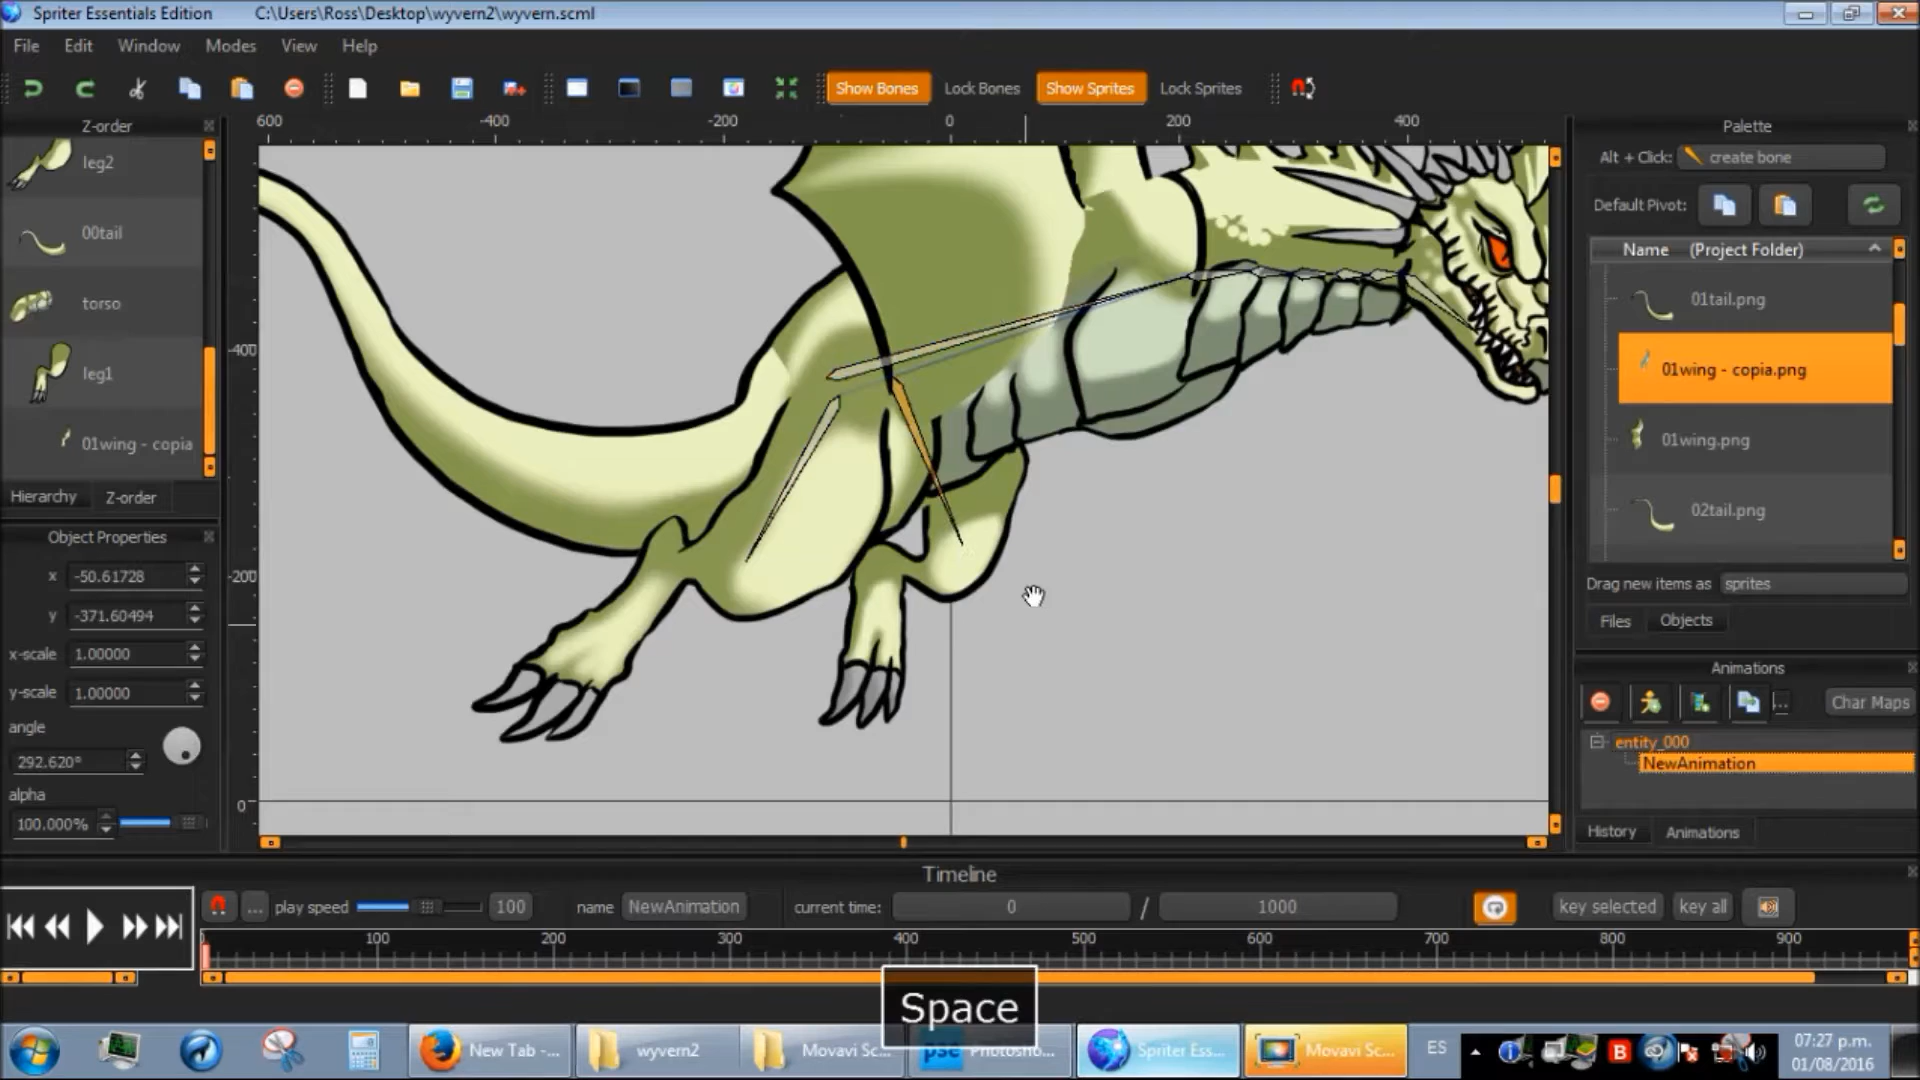 Spriter Essentials Edition C:\Users\Ross\Desktop\wyvern2\wyvern.scml
File Edit Window Modes View Help
Show Bones Lock Bones Show Sprites Lock Sprites
Z-order
leg2
00tail
torso
leg1
01wing - copia
Hierarchy Z-order
Object Properties
x -50.61728
y -371.60494
x-scale 1.00000
y-scale 1.00000
angle
292.620°
alpha
100.000%
600 -400 -200 0 200 400
-400
-200
0
Palette
Alt + Click: create bone
Default Pivot:
Name (Project Folder)
01tail.png
01wing - copia.png
01wing.png
02tail.png
Drag new items as sprites
Files Objects
Animations
... Char Maps
entity_000
NewAnimation
History Animations
Timeline
... play speed 100 name NewAnimation current time: 0 / 1000 key selected key all
100 200 300 400 500 600 700 800 900
Space
New Tab -... wyvern2 Movavi Sc... pse Photosho... Spriter Ess... Movavi Sc... ES
07:27 p.m.
01/08/2016